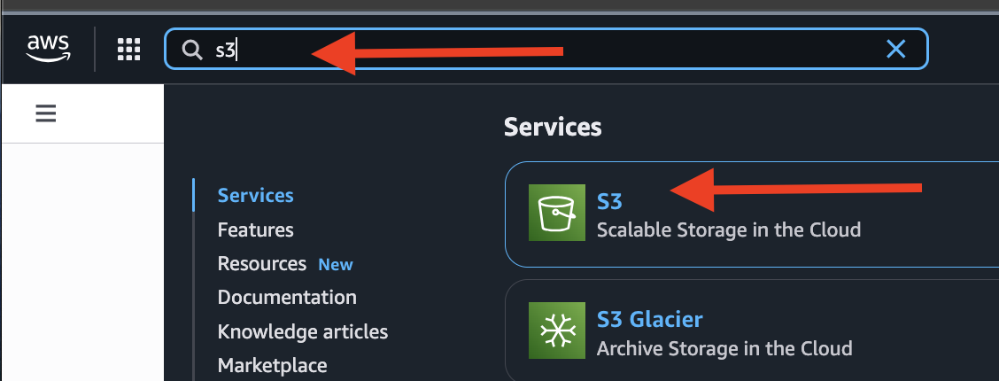 aws
s3
Services
Services
Features
Resources New
Documentation
Knowledge articles
Marketplace
S3
Scalable Storage in the Cloud
S3 Glacier
Archive Storage in the Cloud